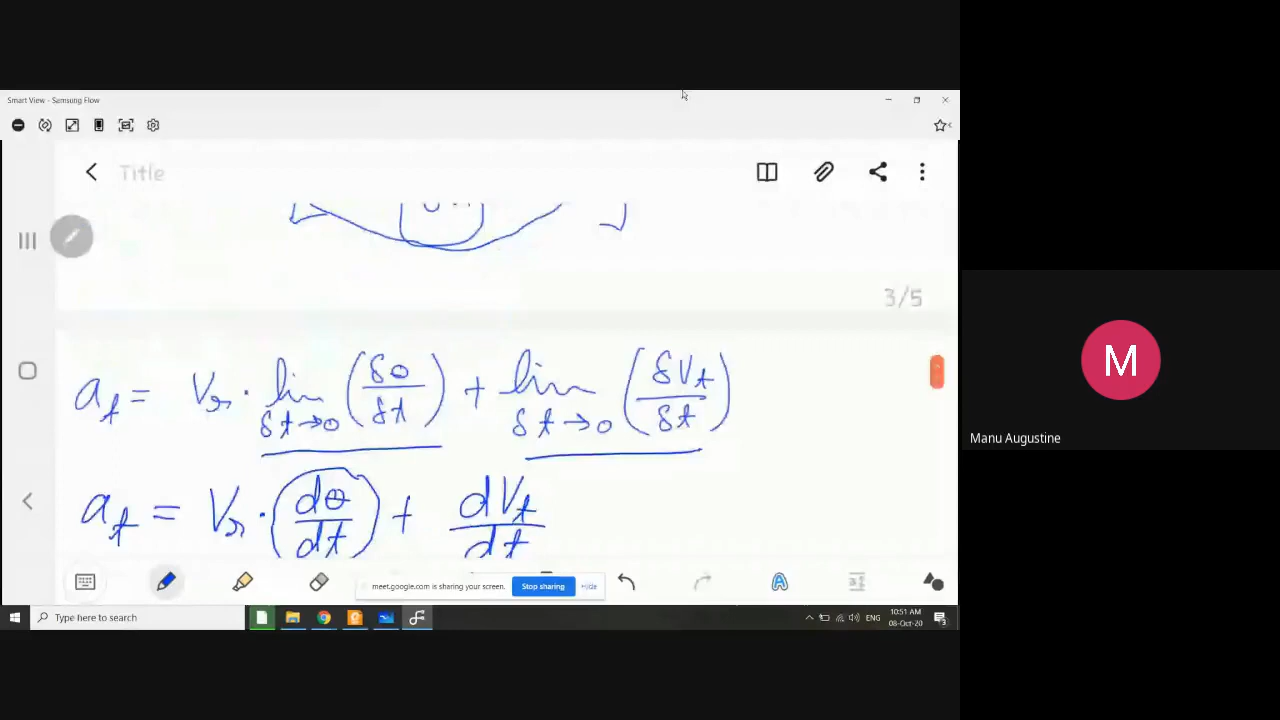 Smart View - Samsung Flow
Title
3/5
a_t = V_r · lim_{δt→0} (δθ/δt) + lim_{δt→0} (δV_t/δt)
a_t = V_r · (dθ/dt) + dV_t/dt
meet.google.com is sharing your screen. Stop sharing Hide
Type here to search
ENG
10:51 AM
08-Oct-20
3
M
Manu Augustine